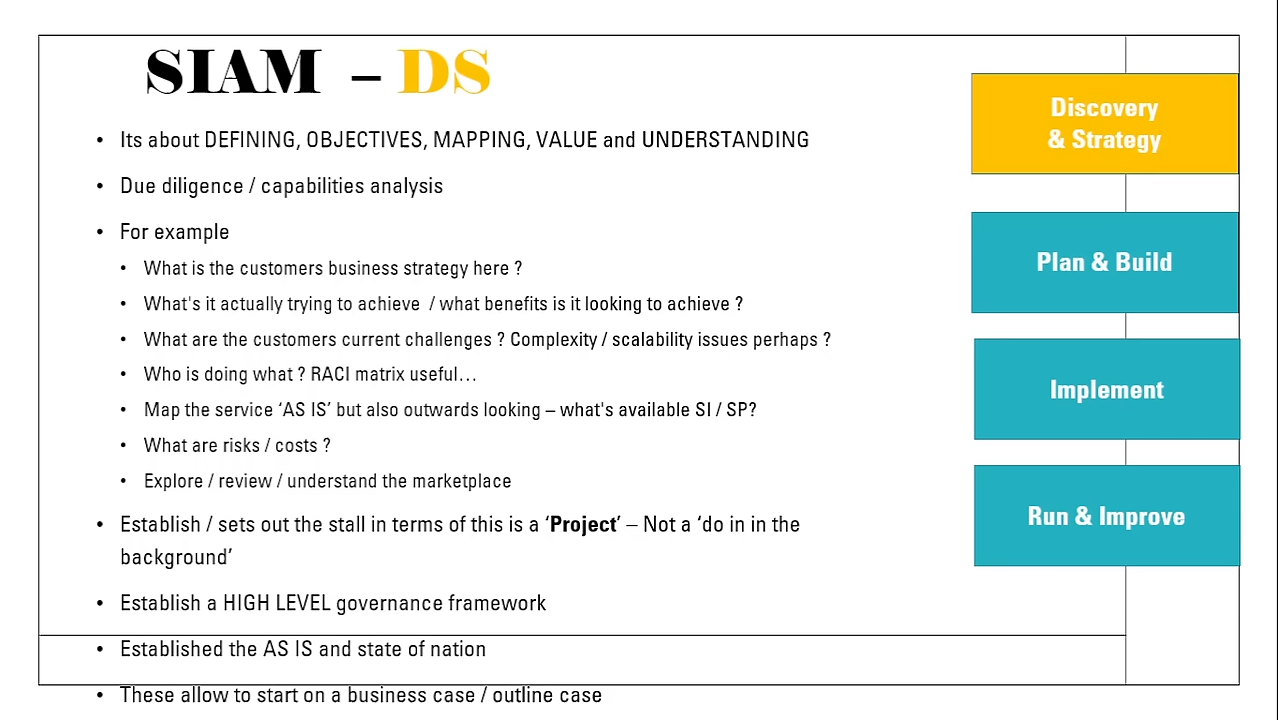 SIAM – DS
• Its about DEFINING, OBJECTIVES, MAPPING, VALUE and UNDERSTANDING
• Due diligence / capabilities analysis
• For example
• What is the customers business strategy here ?
• What's it actually trying to achieve / what benefits is it looking to achieve ?
• What are the customers current challenges ? Complexity / scalability issues perhaps ?
• Who is doing what ? RACI matrix useful…
• Map the service ‘AS IS’ but also outwards looking – what's available SI / SP?
• What are risks / costs ?
• Explore / review / understand the marketplace
• Establish / sets out the stall in terms of this is a ‘Project’ – Not a ‘do in in the
background’
• Establish a HIGH LEVEL governance framework
• Established the AS IS and state of nation
• These allow to start on a business case / outline case
Discovery
& Strategy
Plan & Build
Implement
Run & Improve